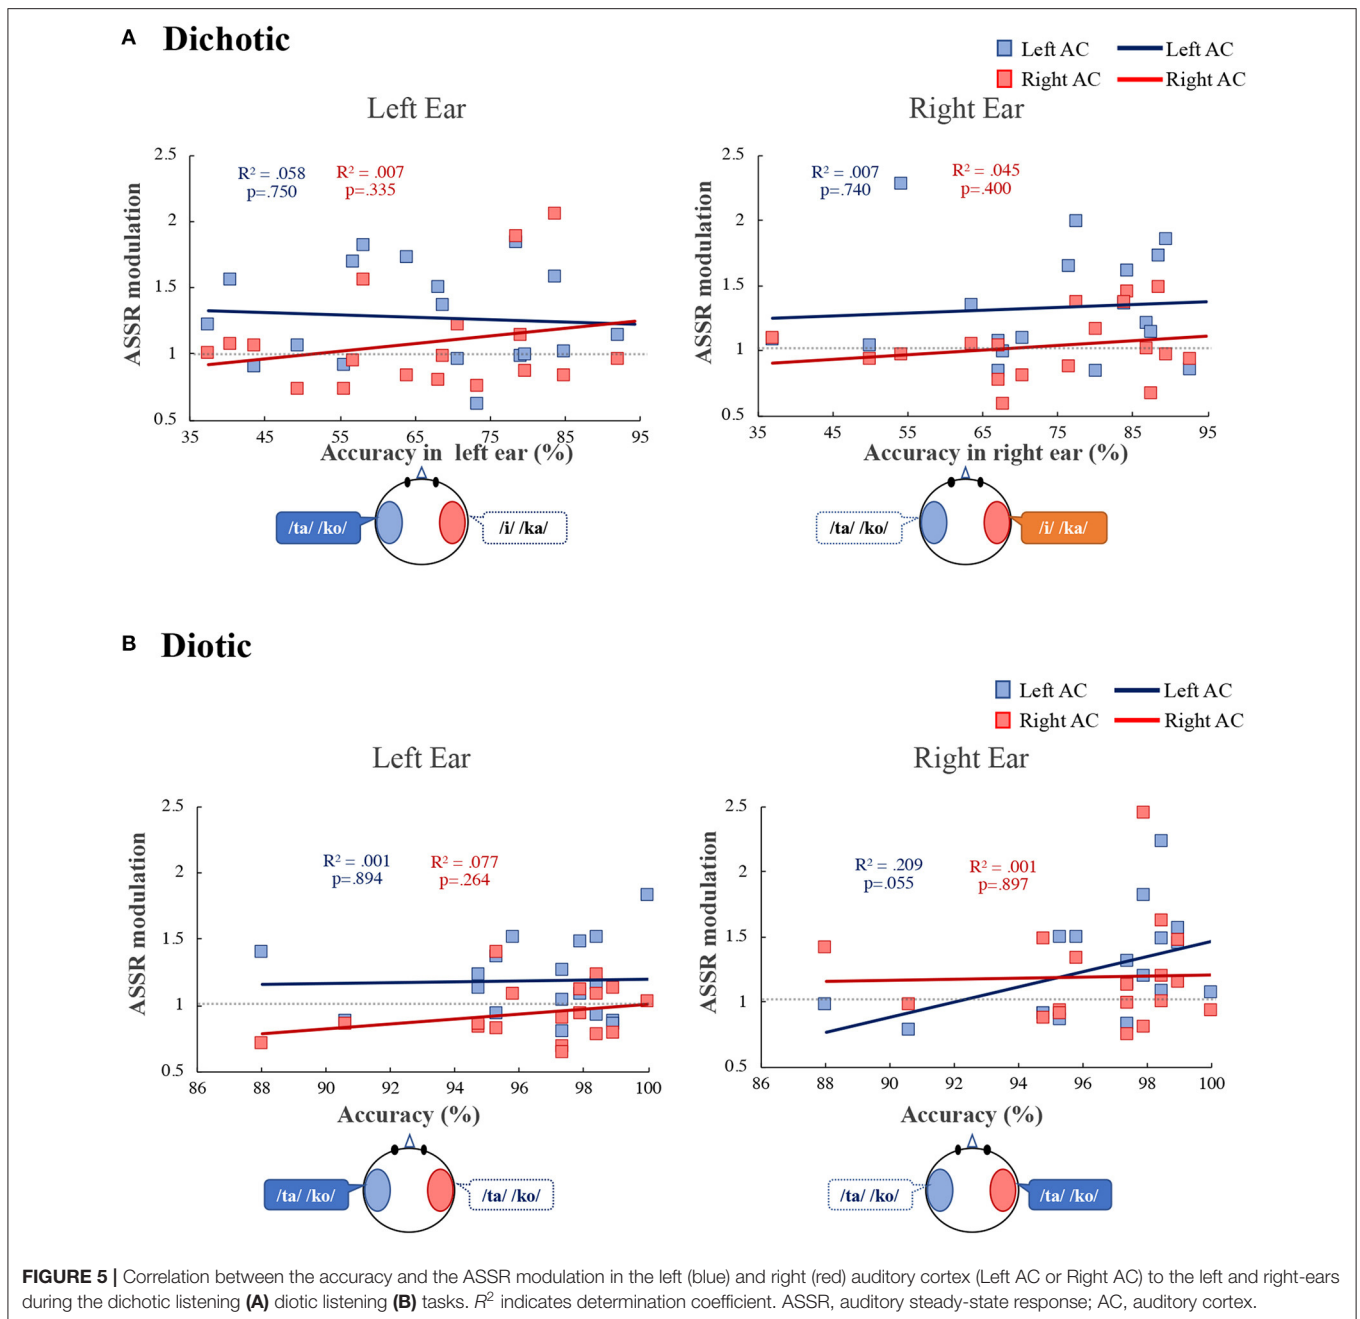 A Dichotic
Left AC Left AC
Right AC Right AC
Left Ear
Right Ear
ASSR modulation
2.5
2
1.5
1
0.5
R² = .058
p=.750
R² = .007
p=.335
35 45 55 65 75 85 95
Accuracy in left ear (%)
ASSR modulation
2.5
2
1.5
1
0.5
R² = .007
p=.740
R² = .045
p=.400
35 45 55 65 75 85 95
Accuracy in right ear (%)
/ta/ /ko/
/i/ /ka/
/ta/ /ko/
/i/ /ka/
B Diotic
Left AC Left AC
Right AC Right AC
Left Ear
Right Ear
ASSR modulation
2.5
2
1.5
1
0.5
R² = .001
p=.894
R² = .077
p=.264
86 88 90 92 94 96 98 100
Accuracy (%)
ASSR modulation
2.5
2
1.5
1
0.5
R² = .209
p=.055
R² = .001
p=.897
86 88 90 92 94 96 98 100
Accuracy (%)
/ta/ /ko/
/ta/ /ko/
/ta/ /ko/
/ta/ /ko/
FIGURE 5 | Correlation between the accuracy and the ASSR modulation in the left (blue) and right (red) auditory cortex (Left AC or Right AC) to the left and right-ears
during the dichotic listening (A) diotic listening (B) tasks. R² indicates determination coefficient. ASSR, auditory steady-state response; AC, auditory cortex.